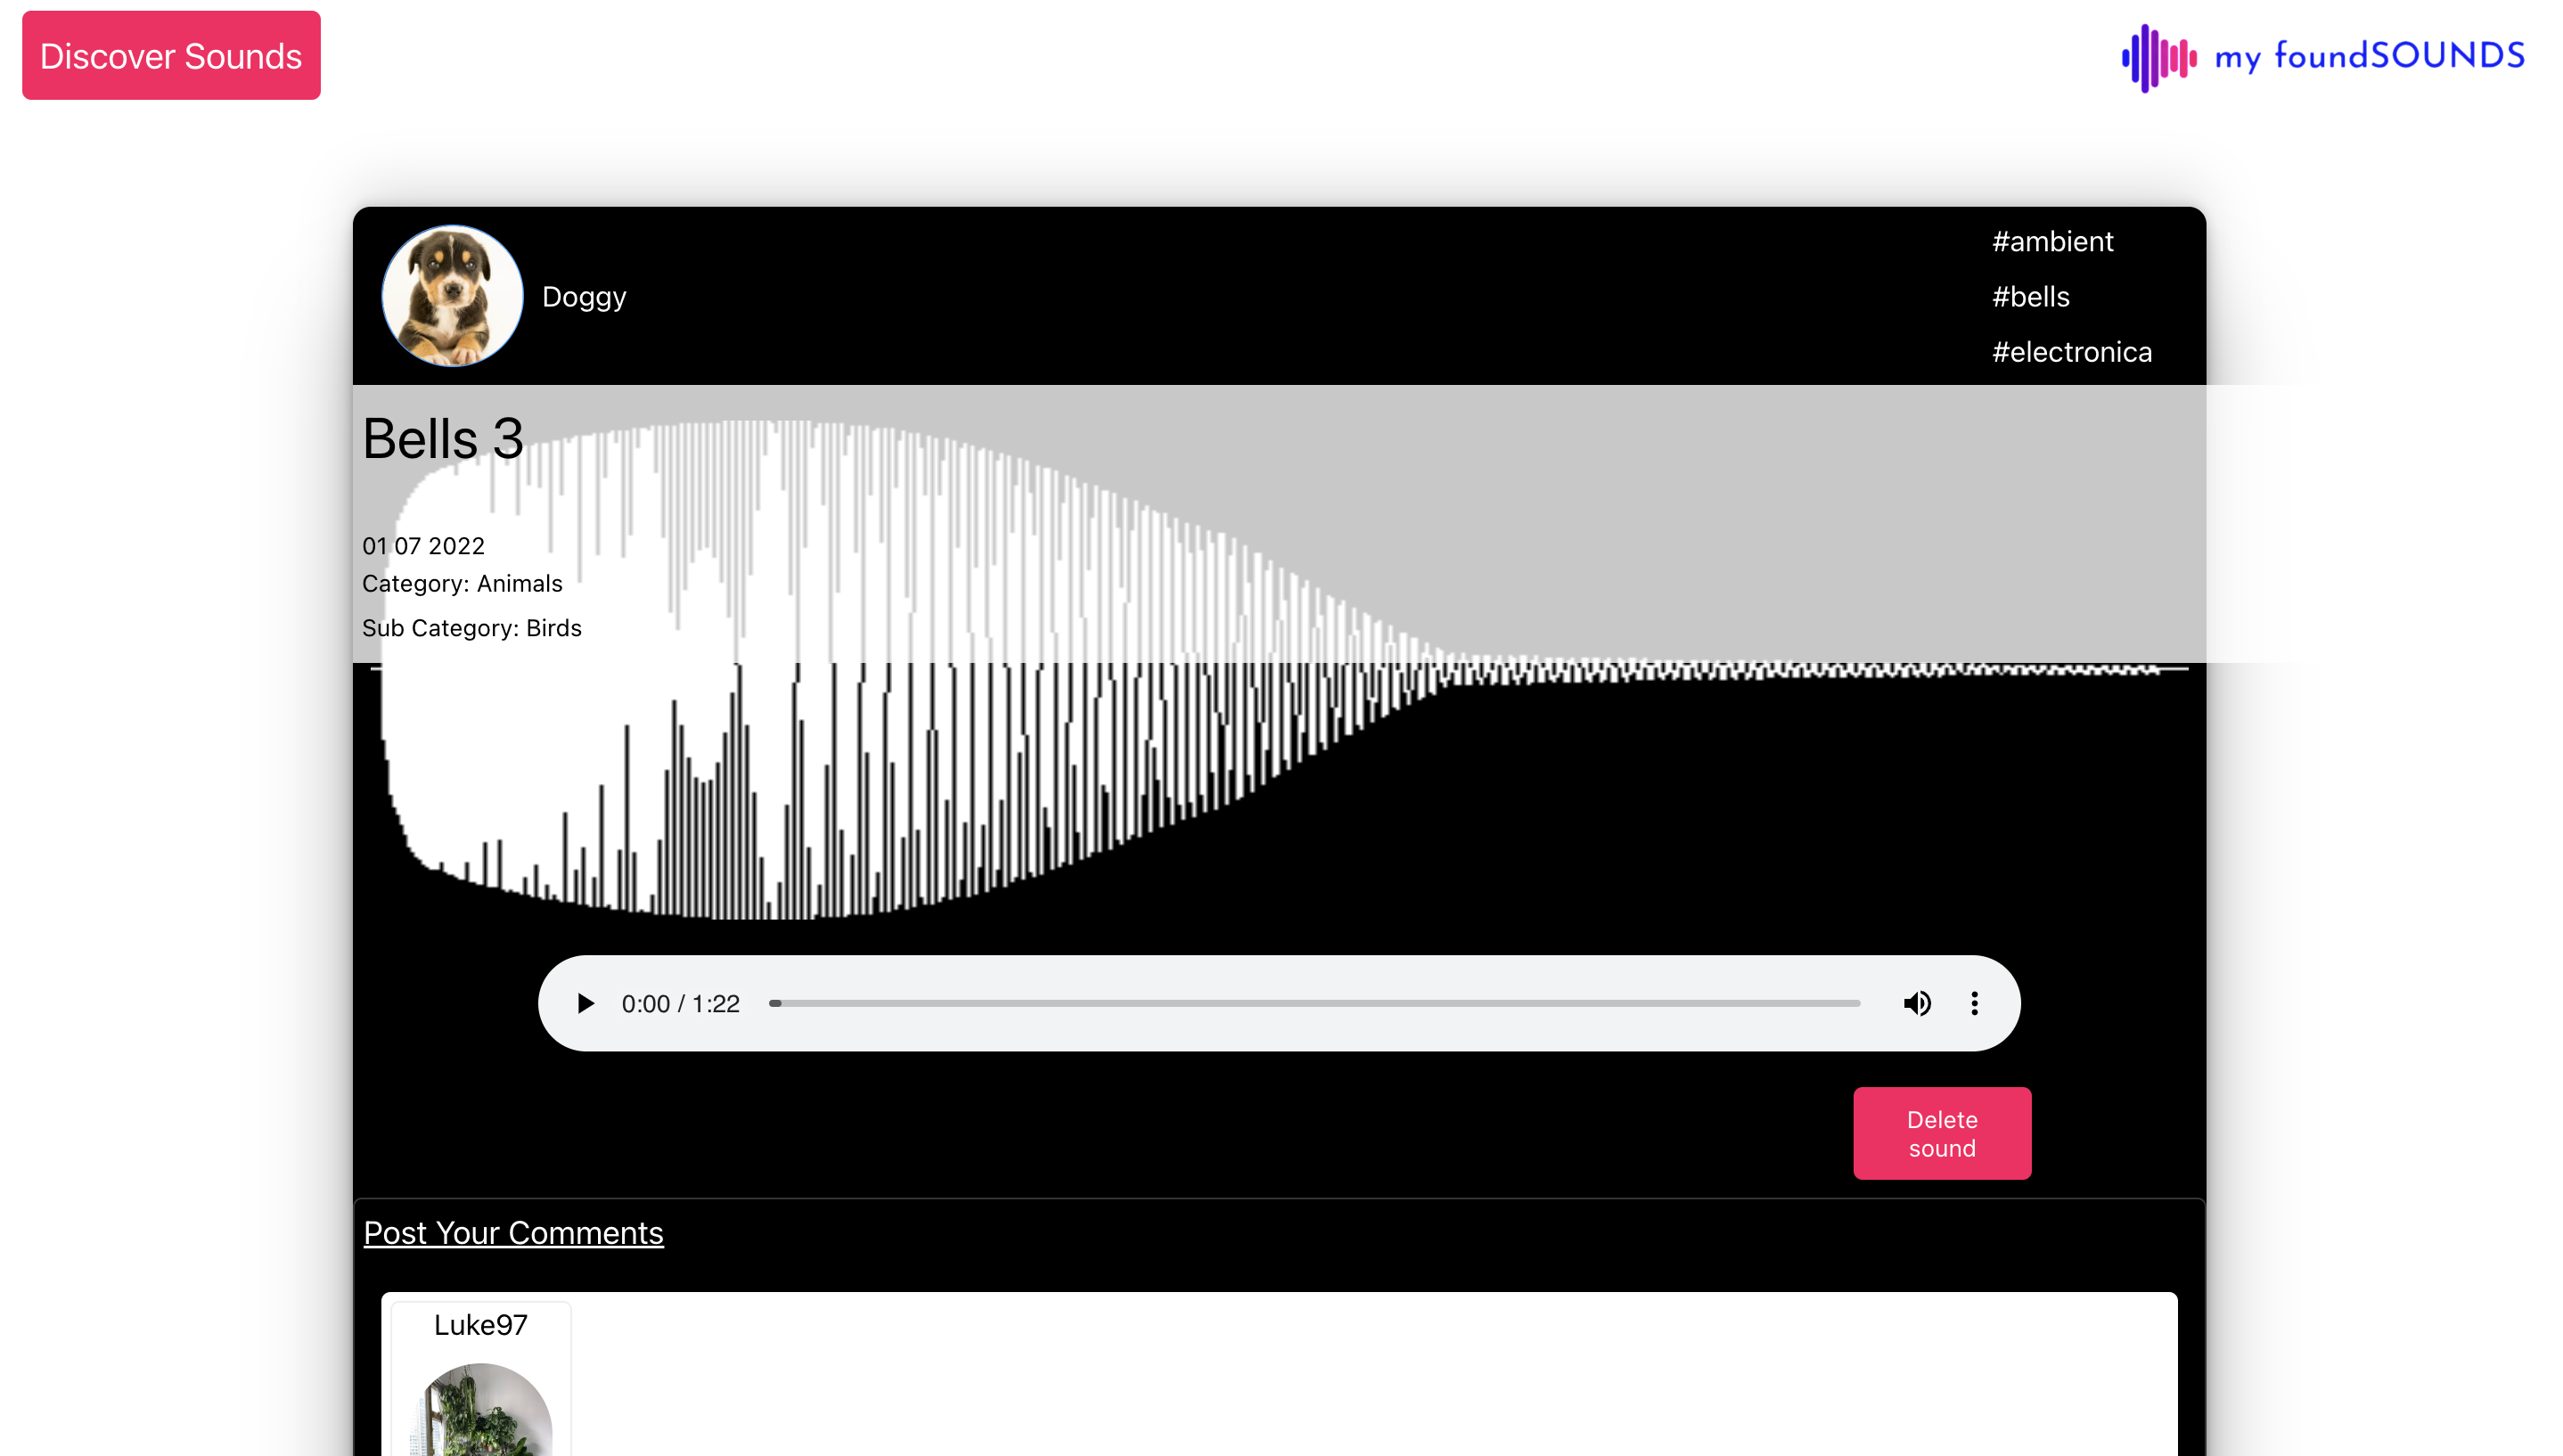 Discover Sounds
my foundSOUNDS
Doggy
#ambient
#bells
#electronica
Bells 3
01 07 2022
Category: Animals
Sub Category: Birds
0:00 / 1:22
Delete
sound
Post Your Comments
Luke97